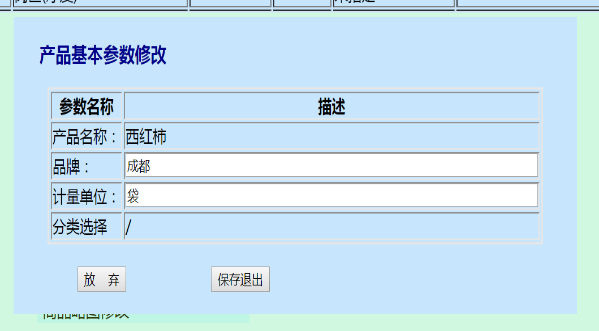 产品基本参数修改
参数名称 描述
产品名称： 西红柿
品牌： 成都
计量单位： 袋
分类选择 /
放 弃 保存退出